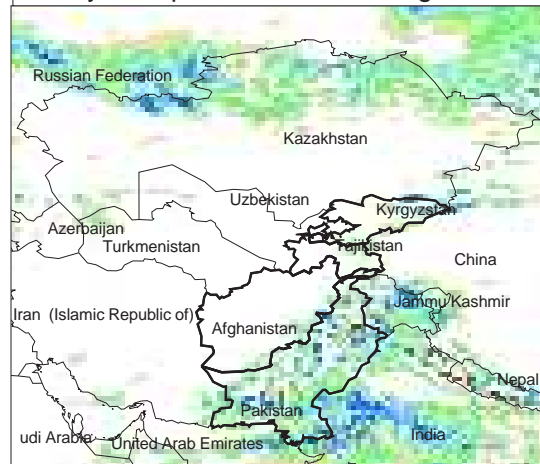 Russian Federation
Kazakhstan
Uzbekistan
Kyrgyzstan
Azerbaijan
Turkmenistan
Tajikistan
China
Jammu/Kashmir
Iran (Islamic Republic of)
Afghanistan
Nepal
Pakistan
udi Arabia
United Arab Emirates
India